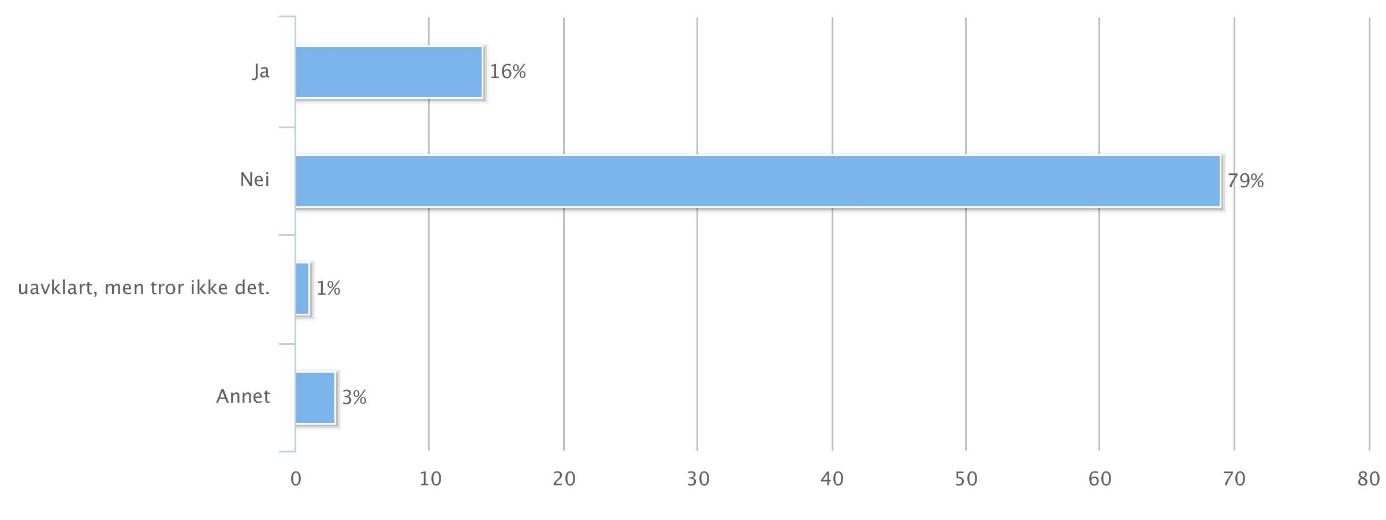 Ja
16%
Nei
79%
uavklart, men tror ikke det.
1%
Annet
3%
0 10 20 30 40 50 60 70 80